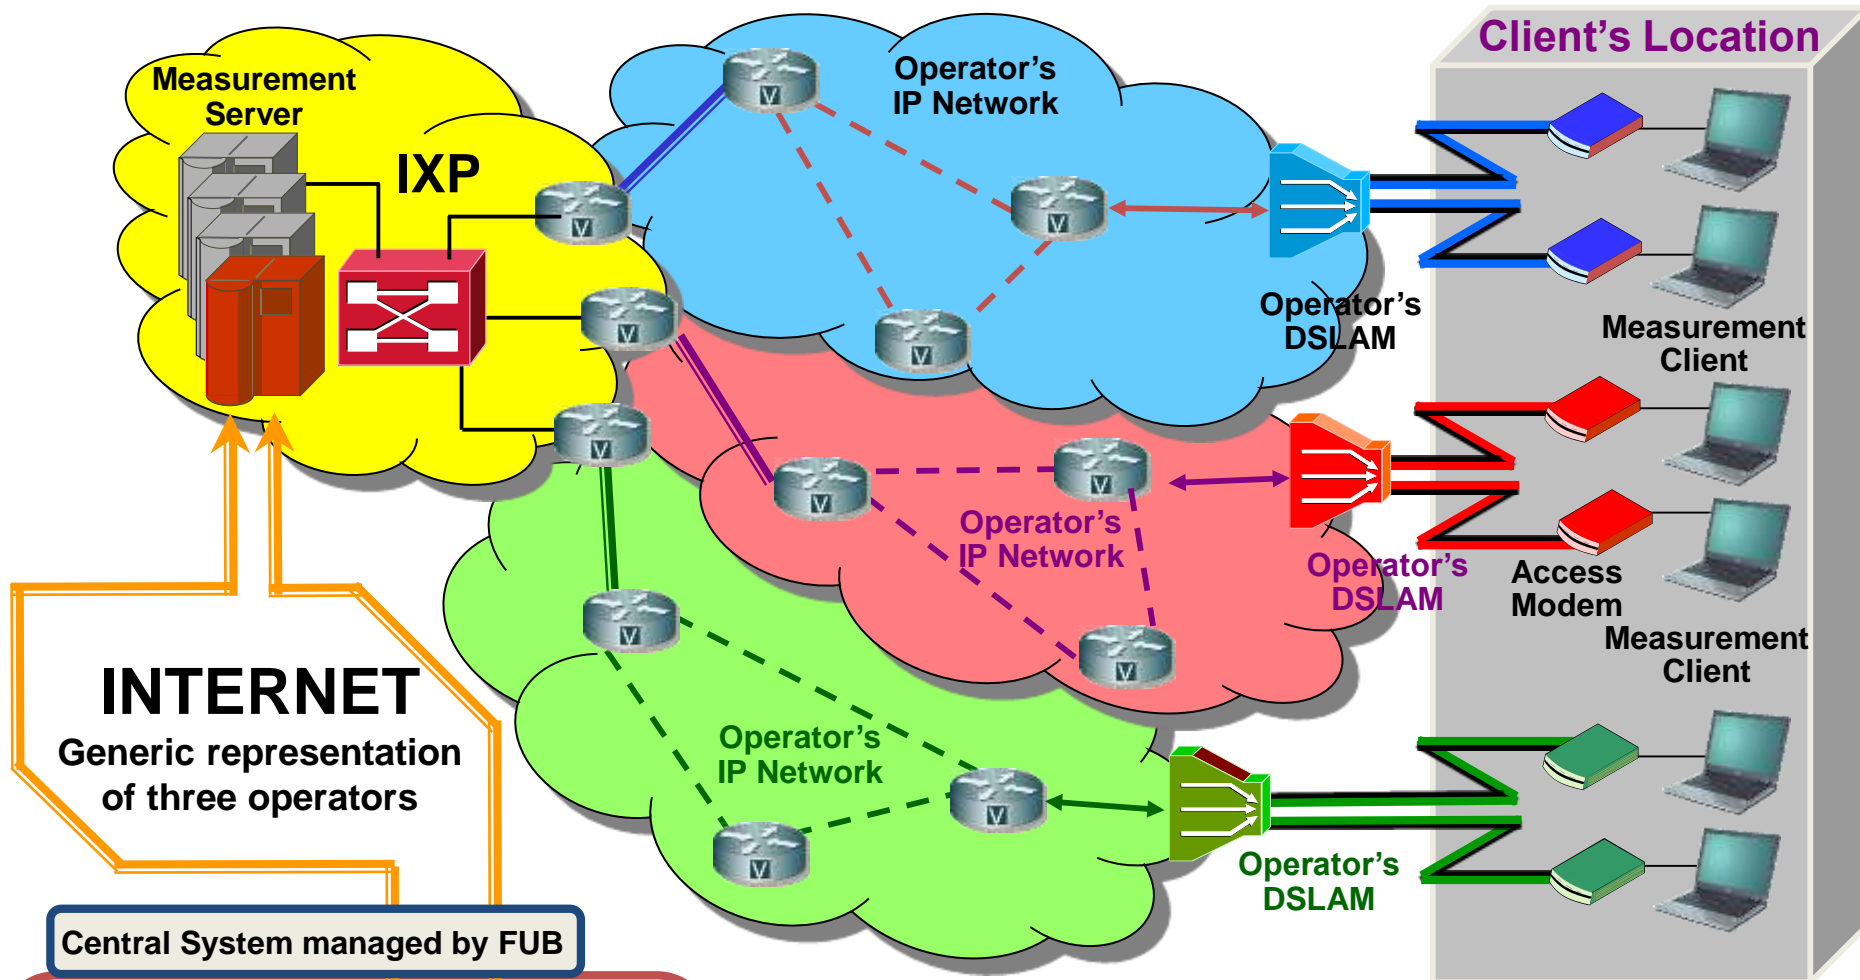 Client's Location
Measurement
Server
IXP
Operator's
IP Network
Operator's
DSLAM
Measurement
Client
Operator's
IP Network
Operator's
DSLAM
Access
Modem
Measurement
Client
INTERNET
Generic representation
of three operators
Operator's
IP Network
Operator's
DSLAM
Central System managed by FUB
V
V
V
V
V
V
V
V
V
V
V
V